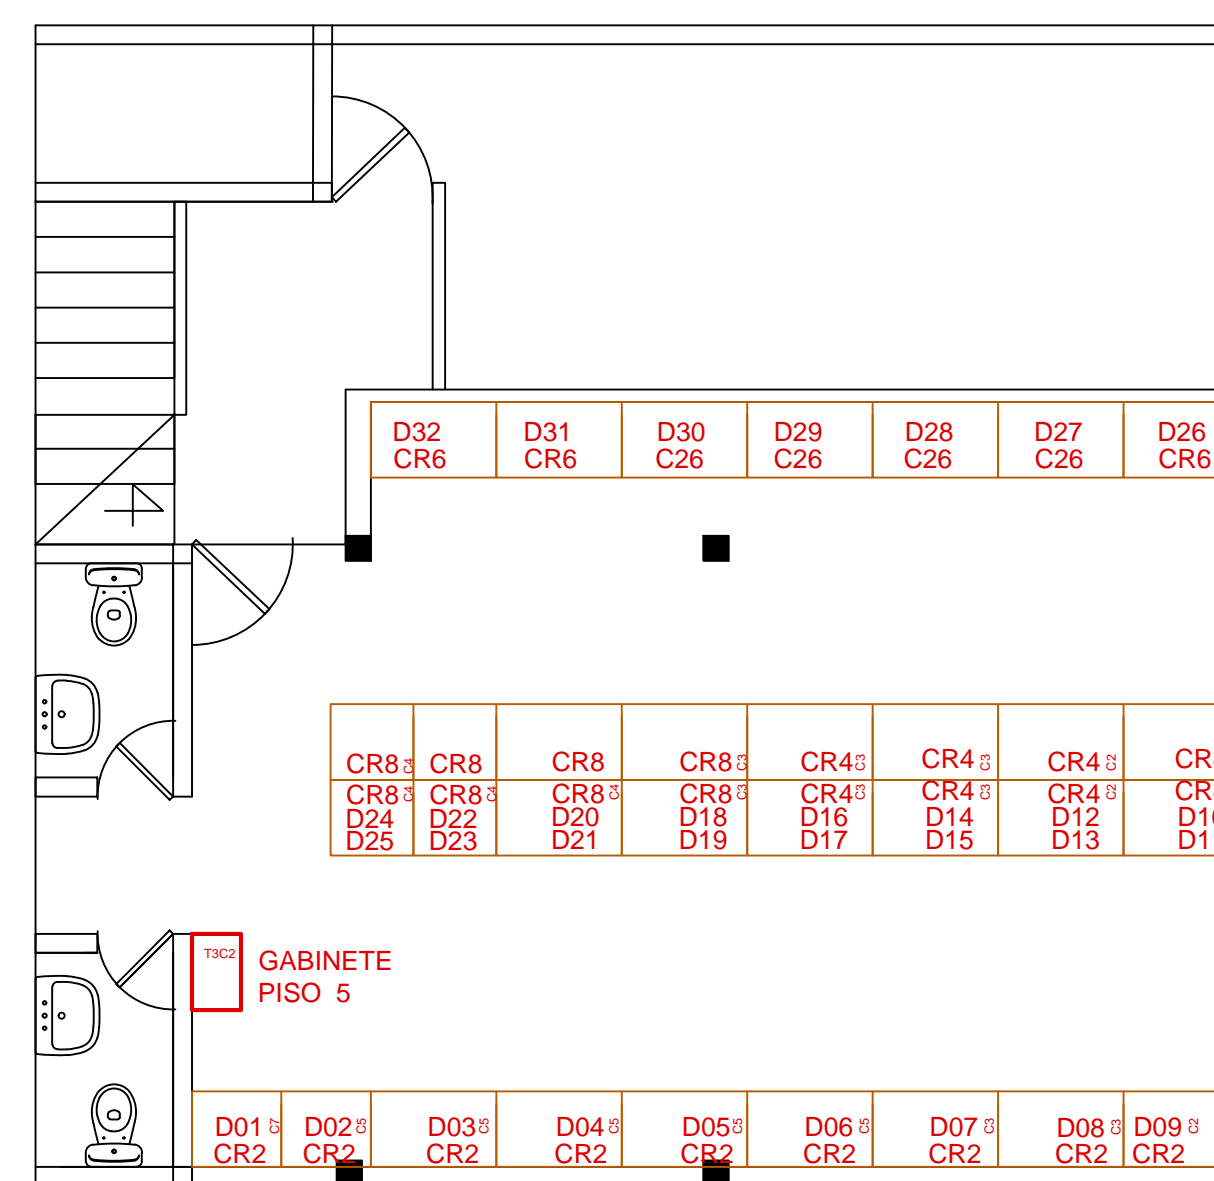 D32 D31 D30 D29 D28 D27 D26
CR6 CR6 C26 C26 C26 C26 CR6
CR8 C4 CR8 CR8 CR8 C3 CR4 C3 CR4 C3 CR4 C2
CR8 C4 CR8 C4 CR8 C4 CR8 C3 CR4 C3 CR4 C3 CR4 C2
D24 D22 D20 D18 D16 D14 D12
D25 D23 D21 D19 D17 D15 D13
T3C2 GABINETE
PISO 5
D01 C7 D02 C5 D03 C5 D04 C5 D05 C5 D06 C5 D07 C3 D08 C3 D09 C2
CR2 CR2 CR2 CR2 CR2 CR2 CR2 CR2 CR2